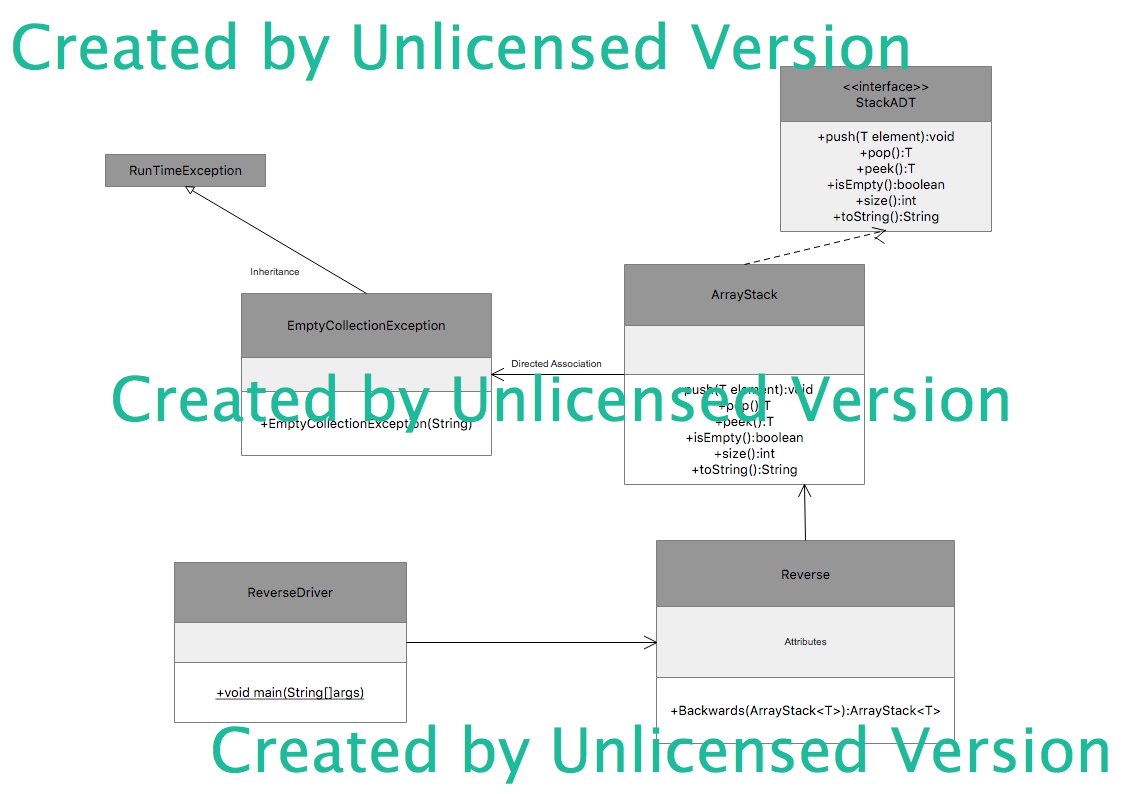 Created by Unlicensed Version
<<interface>>
StackADT
+push(T element):void
+pop():T
+peek():T
+isEmpty():boolean
+size():int
+toString():String
RunTimeException
Inheritance
EmptyCollectionException
+EmptyCollectionException(String)
Directed Association
ArrayStack
+push(T element):void
+pop():T
+peek():T
+isEmpty():boolean
+size():int
+toString():String
Created by Unlicensed Version
ReverseDriver
+void main(String[]args)
Reverse
Attributes
+Backwards(ArrayStack<T>):ArrayStack<T>
Created by Unlicensed Version